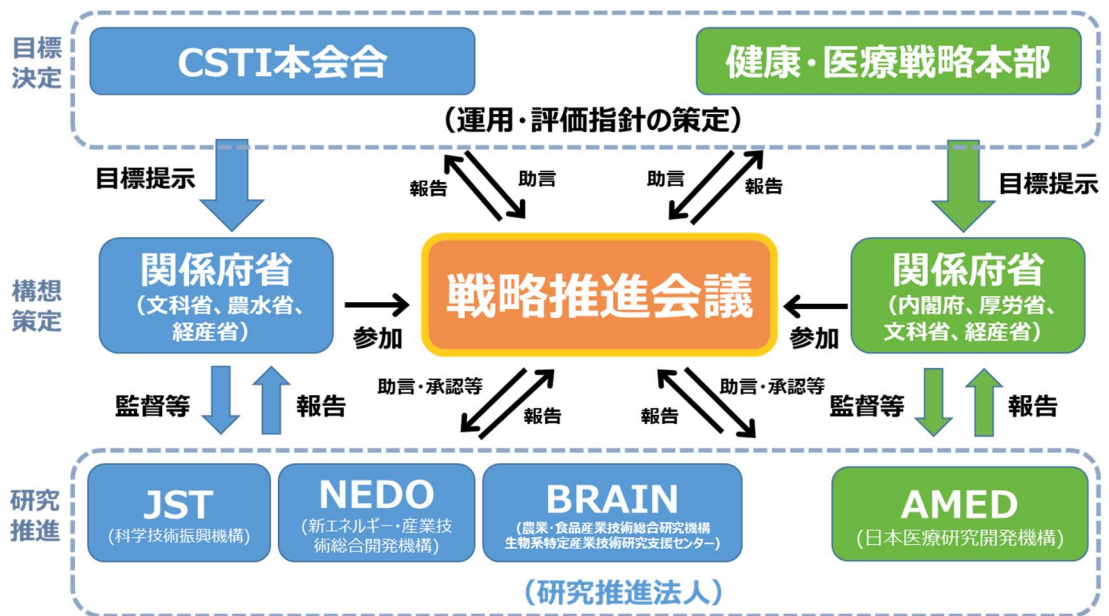 目標
決定
CSTI本会合
健康・医療戦略本部
（運用・評価指針の策定）
目標提示
報告
助言
助言
報告
目標提示
構想
策定
関係府省
（文科省、農水省、
経産省）
参加
戦略推進会議
参加
関係府省
（内閣府、厚労省、
文科省、経産省）
監督等
報告
助言・承認等
報告
報告
助言・承認等
監督等
報告
研究
推進
JST
（科学技術振興機構）
NEDO
（新エネルギー・産業技
術総合開発機構）
BRAIN
（農業・食品産業技術総合研究機構
生物系特定産業技術研究支援センター）
AMED
（日本医療研究開発機構）
（研究推進法人）